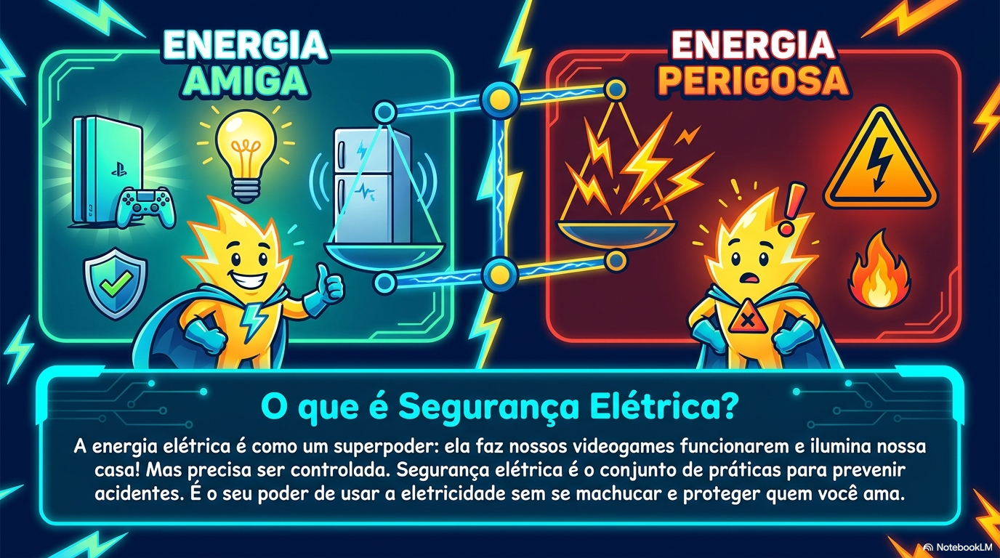 ENERGIA
AMIGA
ENERGIA
PERIGOSA
O que é Segurança Elétrica?
A energia elétrica é como um superpoder: ela faz nossos videogames funcionarem e ilumina nossa
casa! Mas precisa ser controlada. Segurança elétrica é o conjunto de práticas para prevenir
acidentes. É o seu poder de usar a eletricidade sem se machucar e proteger quem você ama.
NotebookLM